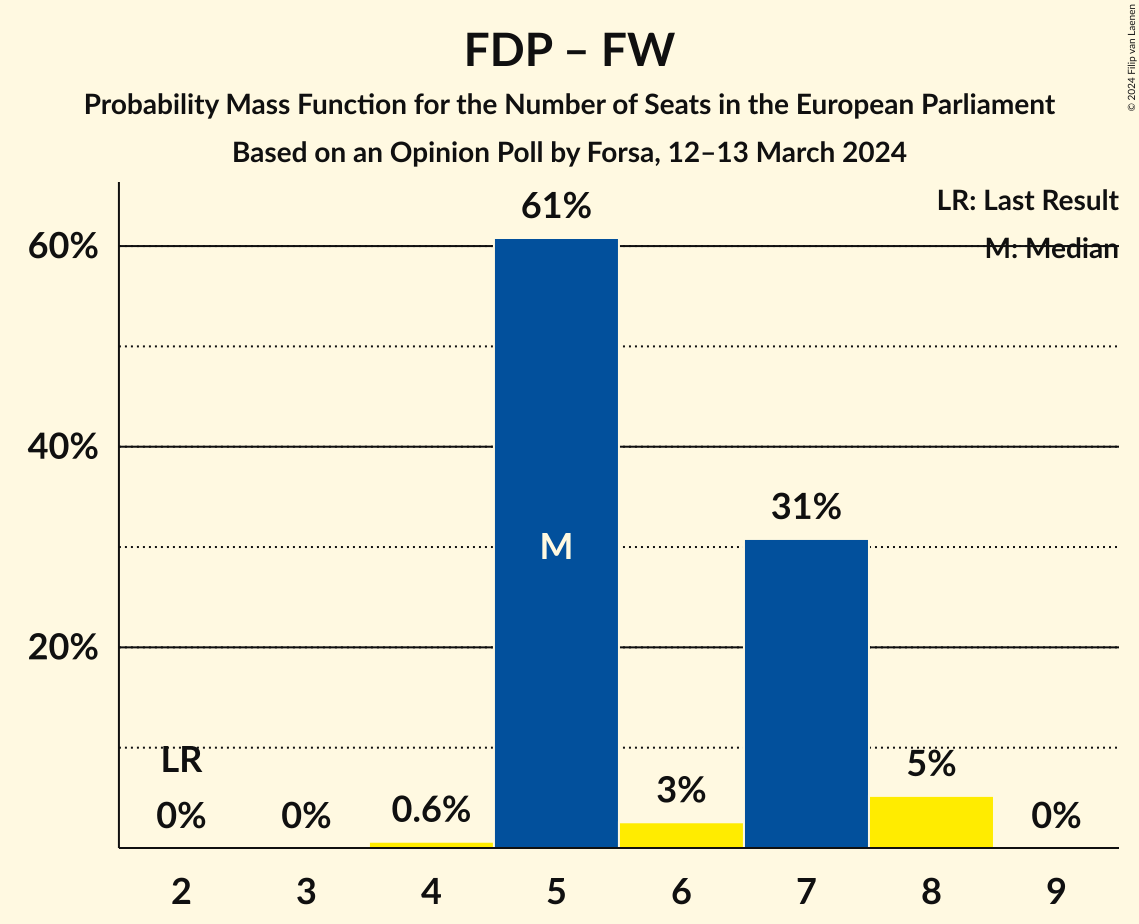 FDP – FW
Probability Mass Function for the Number of Seats in the European Parliament
Based on an Opinion Poll by Forsa, 12–13 March 2024
© 2024 Filip van Laenen
LR: Last Result
M: Median
60%
40%
20%
LR
0%
0%
0.6%
61%
M
3%
31%
5%
0%
2 3 4 5 6 7 8 9